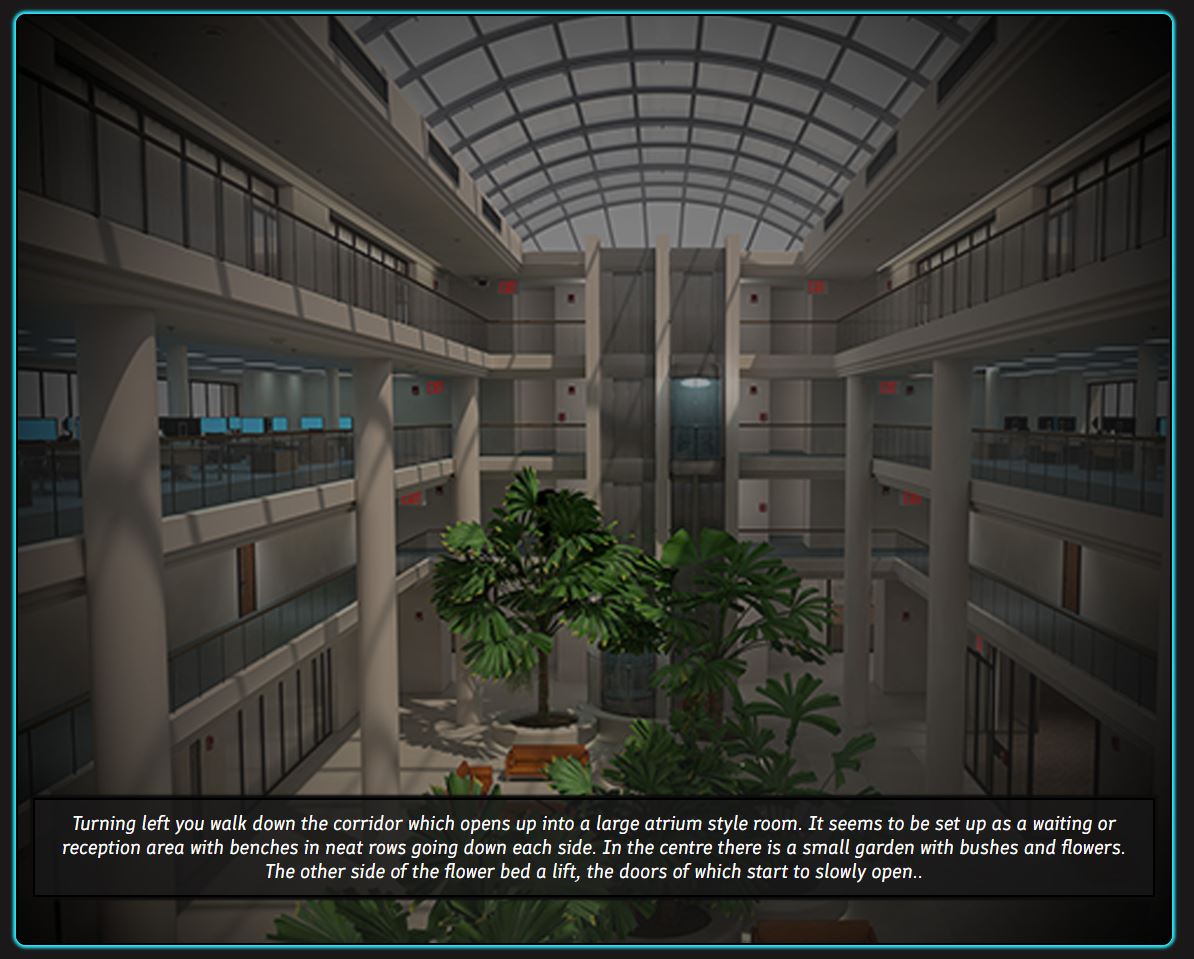 Turning left you walk down the corridor which opens up into a large atrium style room. It seems to be set up as a waiting or
reception area with benches in neat rows going down each side. In the centre there is a small garden with bushes and flowers.
The other side of the flower bed a lift, the doors of which start to slowly open..